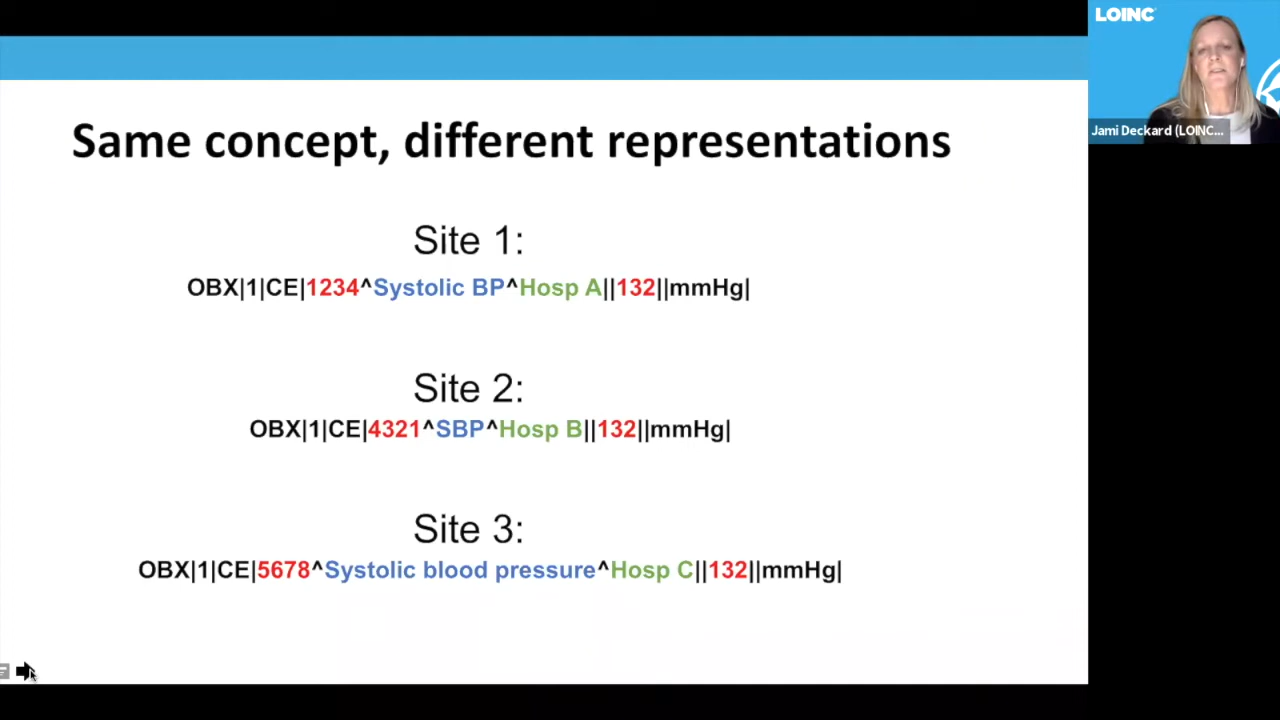 Same concept, different representations
Site 1:
OBX|1|CE|1234^Systolic BP^Hosp A||132||mmHg|
Site 2:
OBX|1|CE|4321^SBP^Hosp B||132||mmHg|
Site 3:
OBX|1|CE|5678^Systolic blood pressure^Hosp C||132||mmHg|
LOINC
Jami Deckard (LOINC...